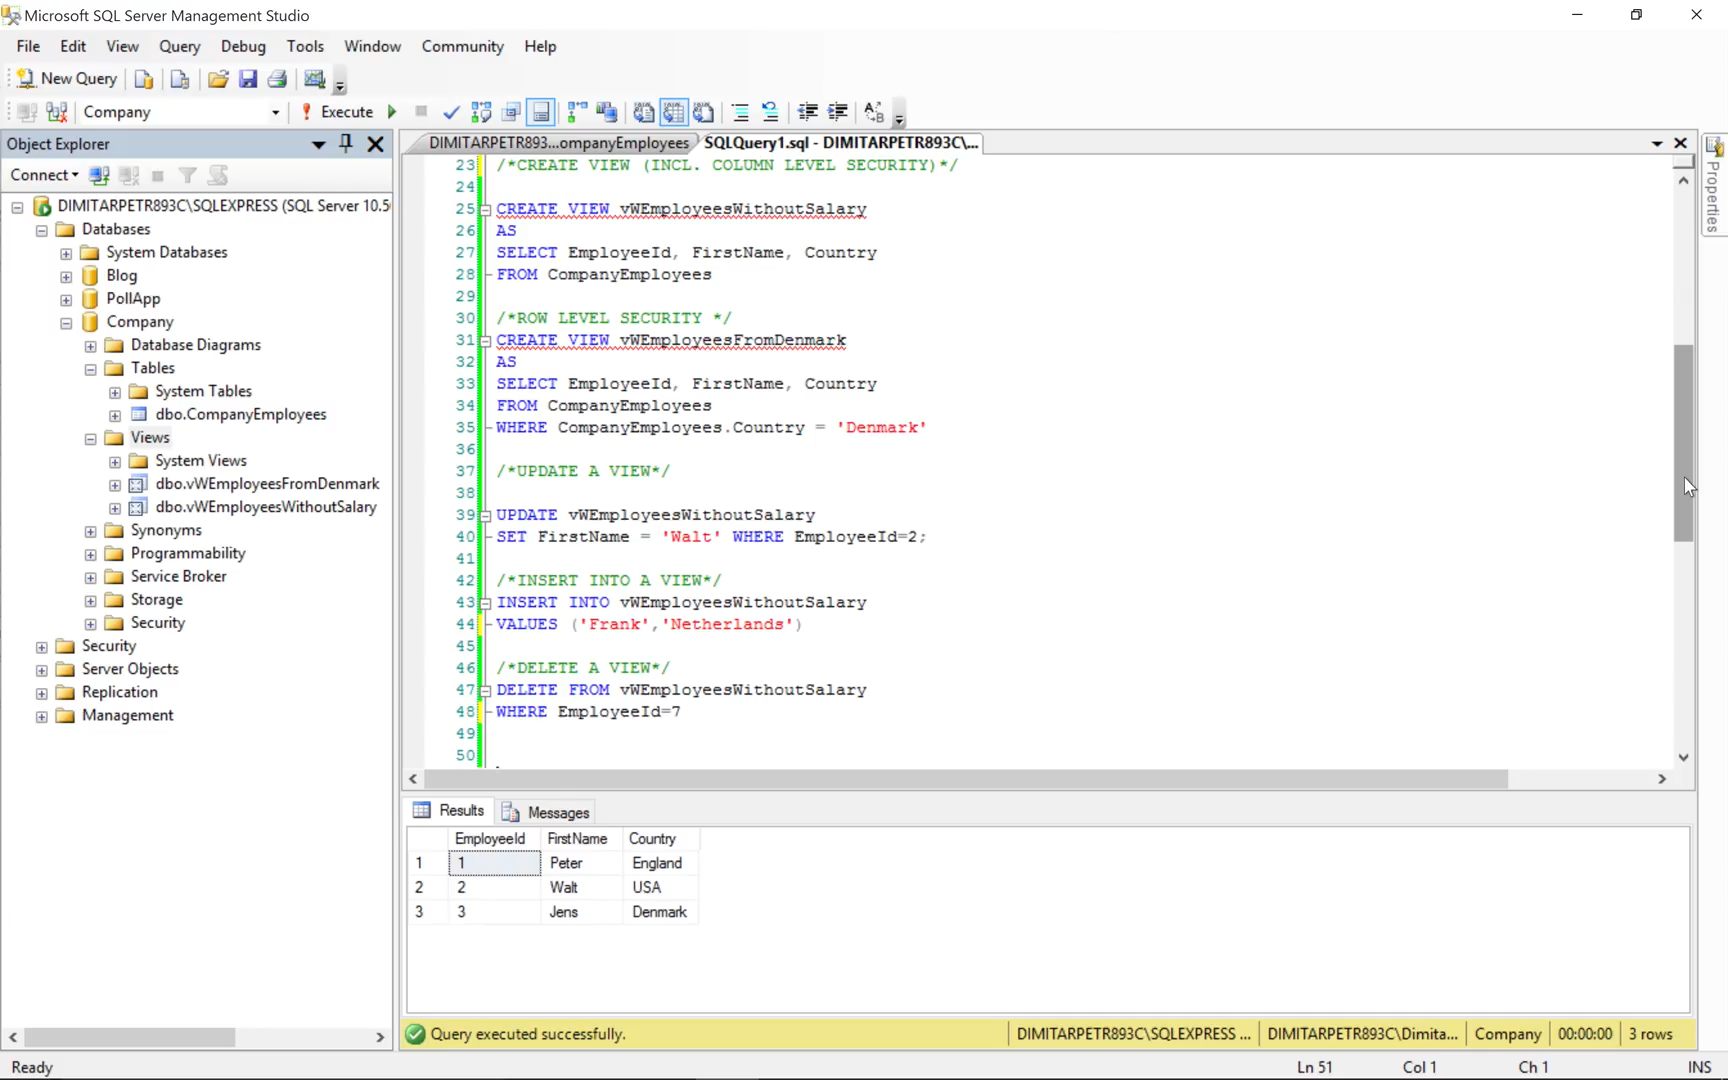 Microsoft SQL Server Management Studio
File Edit View Query Debug Tools Window Community Help
New Query
Company Execute
Object Explorer
DIMITARPETR893...ompanyEmployees SQLQuery1.sql - DIMITARPETR893C\...
Properties
Connect
DIMITARPETR893C\SQLEXPRESS (SQL Server 10.5
Databases
System Databases
Blog
PollApp
Company
Database Diagrams
Tables
System Tables
dbo.CompanyEmployees
Views
System Views
dbo.vWEmployeesFromDenmark
dbo.vWEmployeesWithoutSalary
Synonyms
Programmability
Service Broker
Storage
Security
Security
Server Objects
Replication
Management
23 /*CREATE VIEW (INCL. COLUMN LEVEL SECURITY)*/
24
25 CREATE VIEW vWEmployeesWithoutSalary
26 AS
27 SELECT EmployeeId, FirstName, Country
28 FROM CompanyEmployees
29
30 /*ROW LEVEL SECURITY */
31 CREATE VIEW vWEmployeesFromDenmark
32 AS
33 SELECT EmployeeId, FirstName, Country
34 FROM CompanyEmployees
35 WHERE CompanyEmployees.Country = 'Denmark'
36
37 /*UPDATE A VIEW*/
38
39 UPDATE vWEmployeesWithoutSalary
40 SET FirstName = 'Walt' WHERE EmployeeId=2;
41
42 /*INSERT INTO A VIEW*/
43 INSERT INTO vWEmployeesWithoutSalary
44 VALUES ('Frank','Netherlands')
45
46 /*DELETE A VIEW*/
47 DELETE FROM vWEmployeesWithoutSalary
48 WHERE EmployeeId=7
49
50
Results Messages
EmployeeId FirstName Country
1 1 Peter England
2 2 Walt USA
3 3 Jens Denmark
Query executed successfully. DIMITARPETR893C\SQLEXPRESS ... DIMITARPETR893C\Dimita... Company 00:00:00 3 rows
Ready Ln 51 Col 1 Ch 1 INS